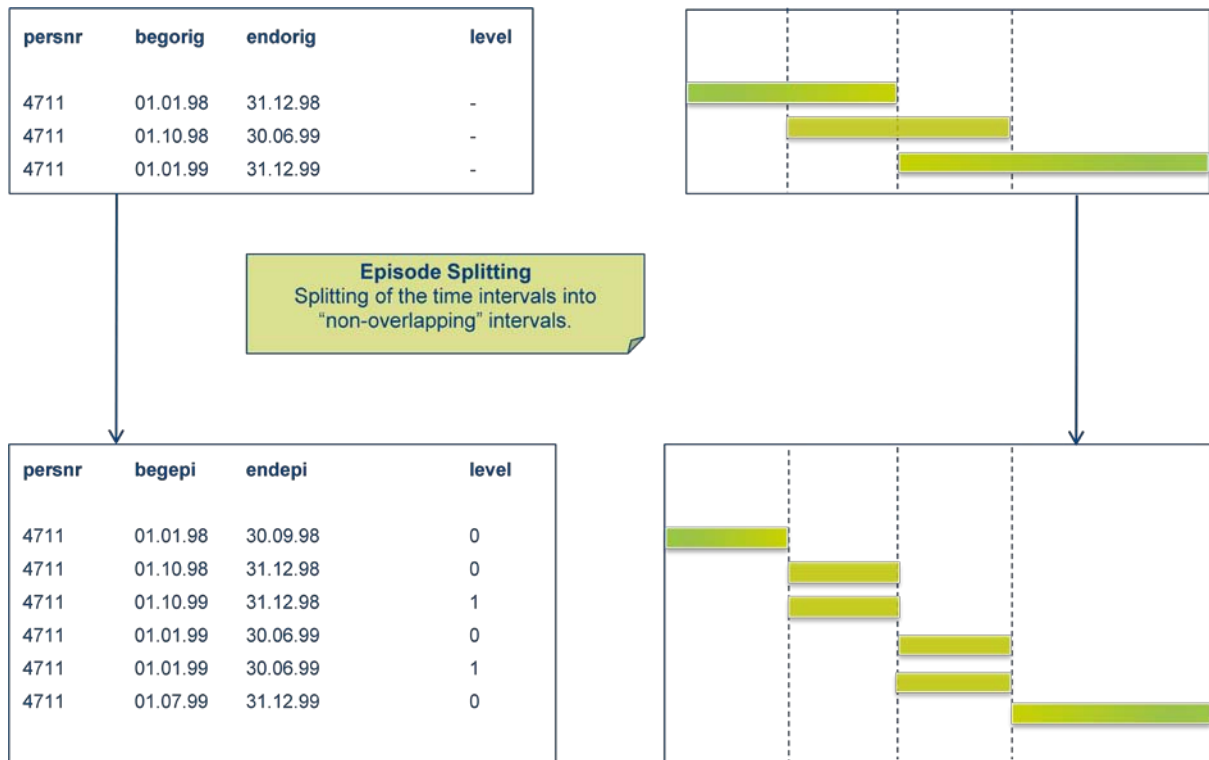 persnr begorig endorig level
4711 01.01.98 31.12.98 -
4711 01.10.98 30.06.99 -
4711 01.01.99 31.12.99 -
Episode Splitting
Splitting of the time intervals into
“non-overlapping” intervals.
persnr begepi endepi level
4711 01.01.98 30.09.98 0
4711 01.10.98 31.12.98 0
4711 01.10.99 31.12.98 1
4711 01.01.99 30.06.99 0
4711 01.01.99 30.06.99 1
4711 01.07.99 31.12.99 0